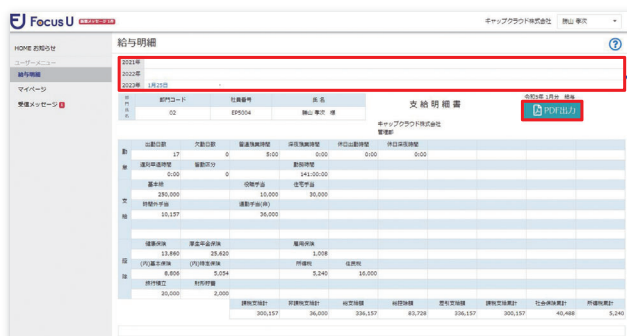 Focus U
キャップクラウド株式会社 勝山 孝次
HOME お知らせ
給与明細
ユーザーメニュー
給与明細
マイページ
受信メッセージ
2021年
2022年
2023年 1月25日
部門コード 社員番号 氏 名
02 EP5004 勝山 孝次 様
支 給 明 細 書
令和5年 1月分 給与
PDF出力
キャップクラウド株式会社
管理部
出勤日数 欠勤日数 普通残業時間 深夜残業時間 休日出勤時間 休日深夜時間
17 0 5:00 0:00 0:00 0:00
遅刻早退時間 皆勤区分 勤務時間
0:00 0 141:00:00
基本給 役職手当 住宅手当
250,000 10,000 30,000
時間外手当 通勤手当(非)
10,157 36,000
健康保険 厚生年金保険 雇用保険
13,860 25,620 1,008
(内)基本保険 (内)特定保険 所得税 住民税
8,806 5,054 5,240 16,000
旅行積立 財形貯蓄
20,000 2,000
課税支給計 非課税支給計 総支給額 総控除額 差引支給額 課税支給累計 社会保険累計 所得税累計
300,157 36,000 336,157 83,728 336,157 300,157 40,488 5,240